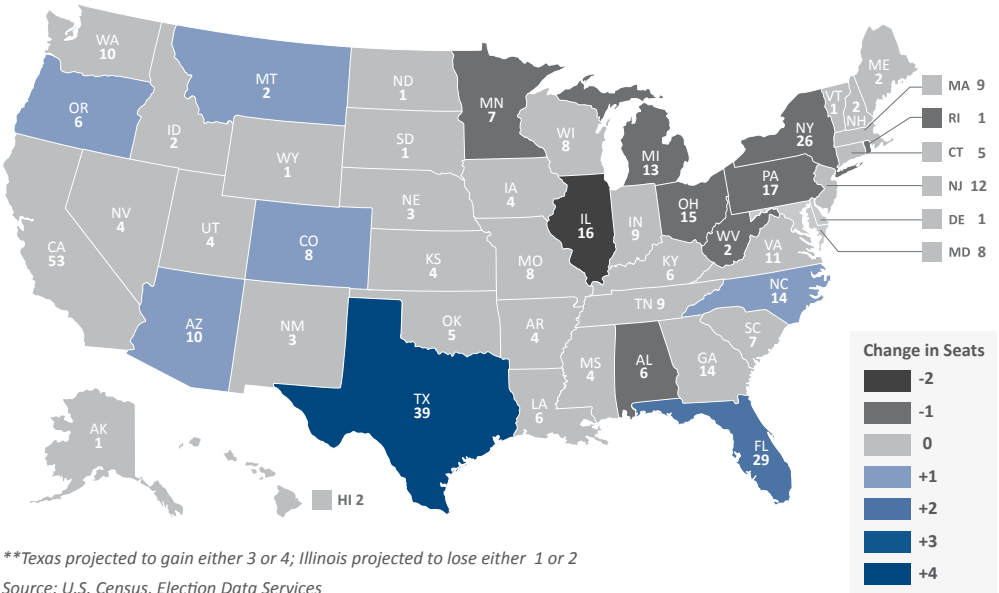 WA
10
OR
6
MT
2
ID
2
WY
1
ND
1
SD
1
NE
3
MN
7
WI
8
IA
4
MI
13
NY
26
VT
1
2
NH
ME
2
MA 9
RI 1
CT 5
NJ 12
DE 1
MD 8
PA
17
OH
15
WV
2
VA
11
IL
16
IN
9
KY
6
NV
4
CA
53
UT
4
CO
8
KS
4
MO
8
TN 9
NC
14
SC
7
AZ
10
NM
3
OK
5
AR
4
MS
4
AL
6
GA
14
TX
39
LA
6
FL
29
AK
1
HI 2
Change in Seats
-2
-1
0
+1
+2
+3
+4
**Texas projected to gain either 3 or 4; Illinois projected to lose either 1 or 2
Source: U.S. Census, Election Data Services